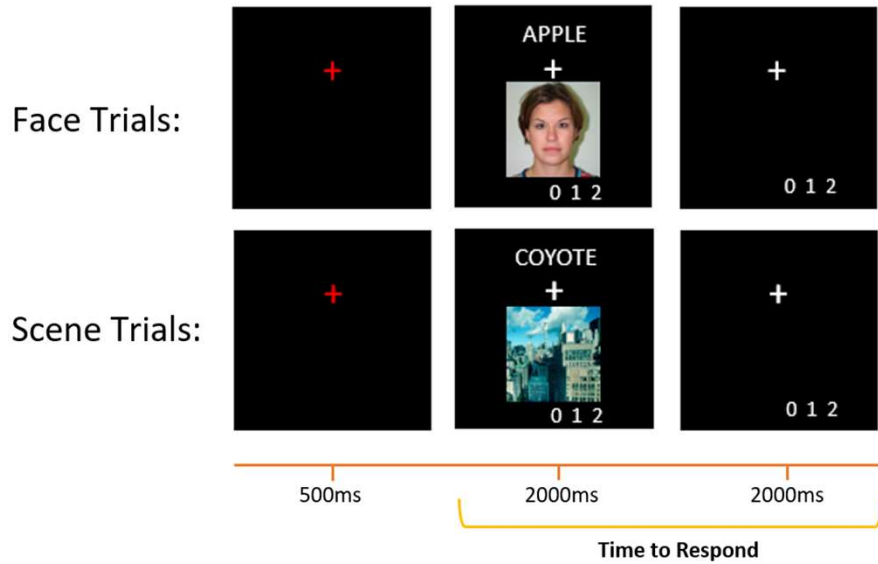 Face Trials:
APPLE
0 1 2
0 1 2
Scene Trials:
COYOTE
0 1 2
0 1 2
500ms
2000ms
2000ms
Time to Respond